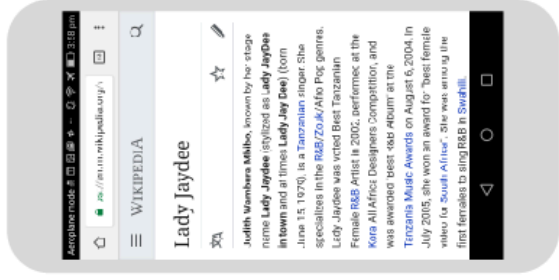 Aeroplane mode 3:58 pm
WIKIPEDIA
Lady Jaydee
Judith Wambura Mbibo, known by her stage
name Lady Jaydee (stylized as Lady JayDee
in town and at times Lady Jay Dee) (born
June 15, 1979), is a Tanzanian singer. She
specializes in the R&B/Zouk/Afro Pop genres.
Lady Jaydee was voted Best Tanzanian
Female R&B Artist in 2002, performed at the
Kora All Africa Designers Competition, and
was awarded "Best R&B Album" at the
Tanzania Music Awards on August 6, 2004. In
July 2005, she won an award for "best female
video for South Africa". She was among the
first females to sing R&B in Swahili.